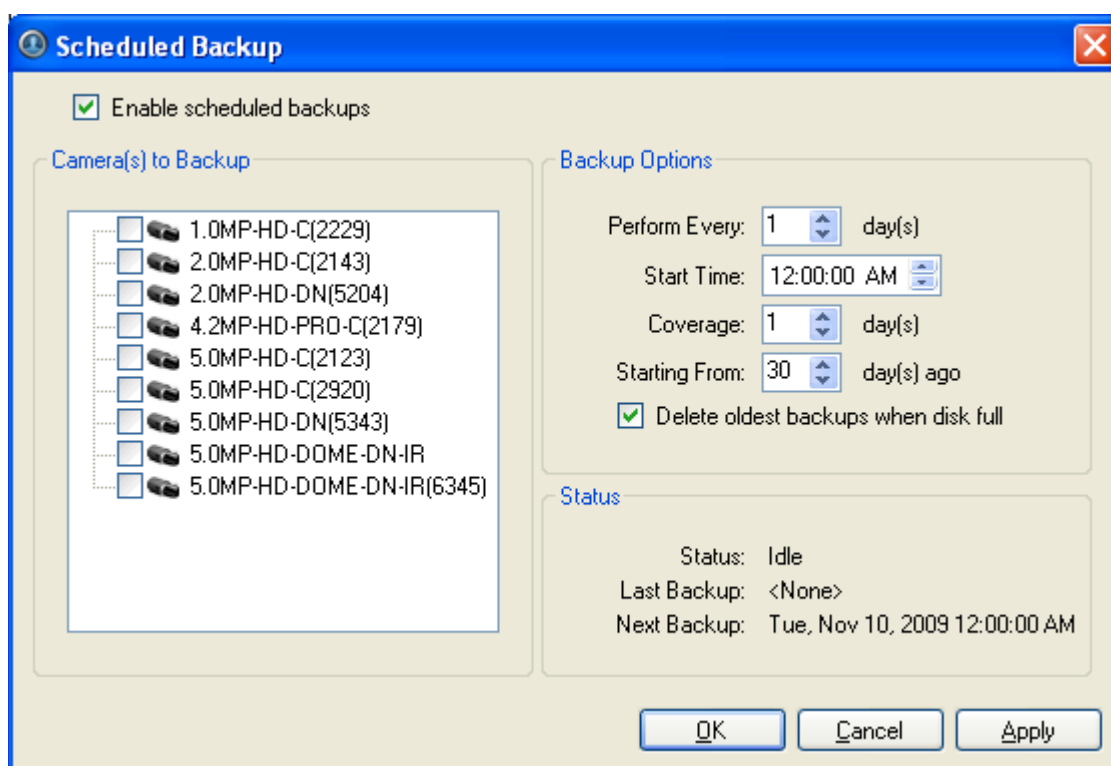 Scheduled Backup
Enable scheduled backups
Camera(s) to Backup
1.0MP-HD-C(2229)
2.0MP-HD-C(2143)
2.0MP-HD-DN(5204)
4.2MP-HD-PRO-C(2179)
5.0MP-HD-C(2123)
5.0MP-HD-C(2920)
5.0MP-HD-DN(5343)
5.0MP-HD-DOME-DN-IR
5.0MP-HD-DOME-DN-IR(6345)
Backup Options
Perform Every: 1 day(s)
Start Time: 12:00:00 AM
Coverage: 1 day(s)
Starting From: 30 day(s) ago
Delete oldest backups when disk full
Status
Status: Idle
Last Backup: <None>
Next Backup: Tue, Nov 10, 2009 12:00:00 AM
OK Cancel Apply